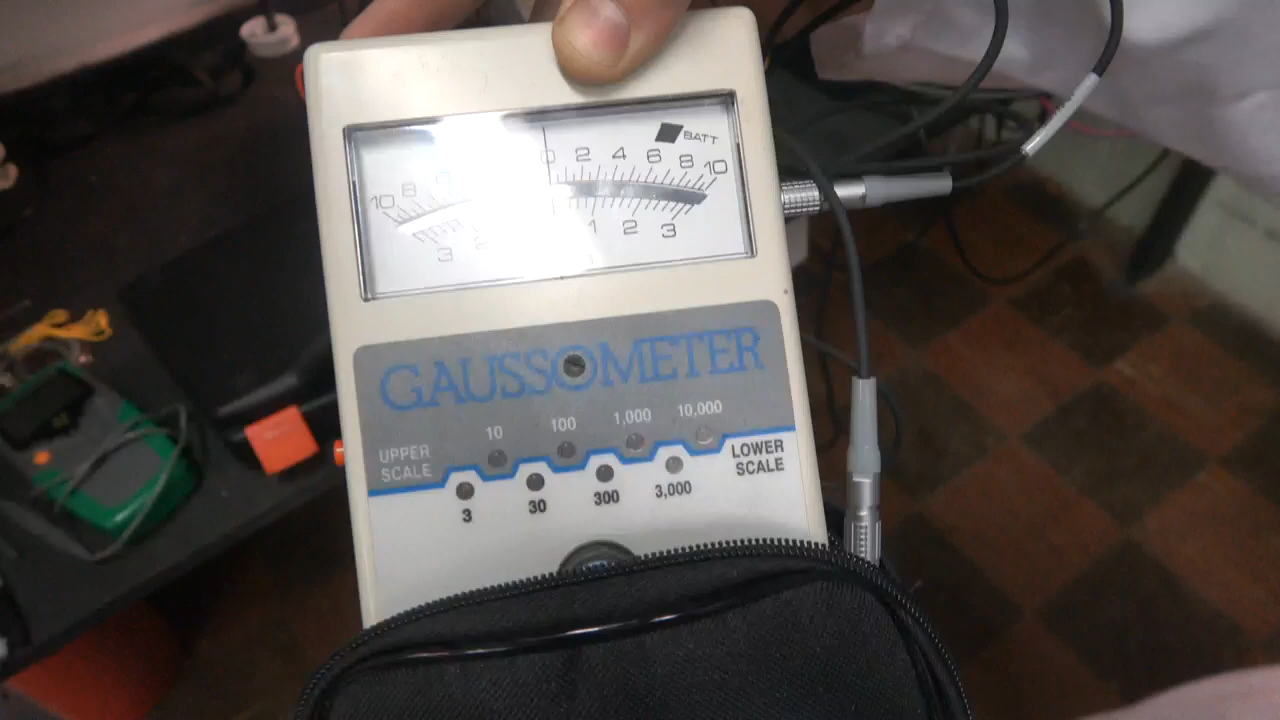 BATT
0 2 4 6 8 10
10 8
1 2 3
3
GAUSSOMETER
10 100 1,000 10,000
UPPER SCALE
LOWER SCALE
3 30 300 3,000